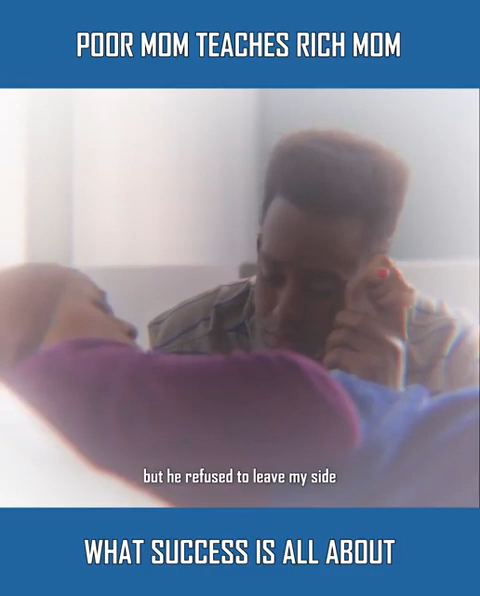 POOR MOM TEACHES RICH MOM
but he refused to leave my side
WHAT SUCCESS IS ALL ABOUT